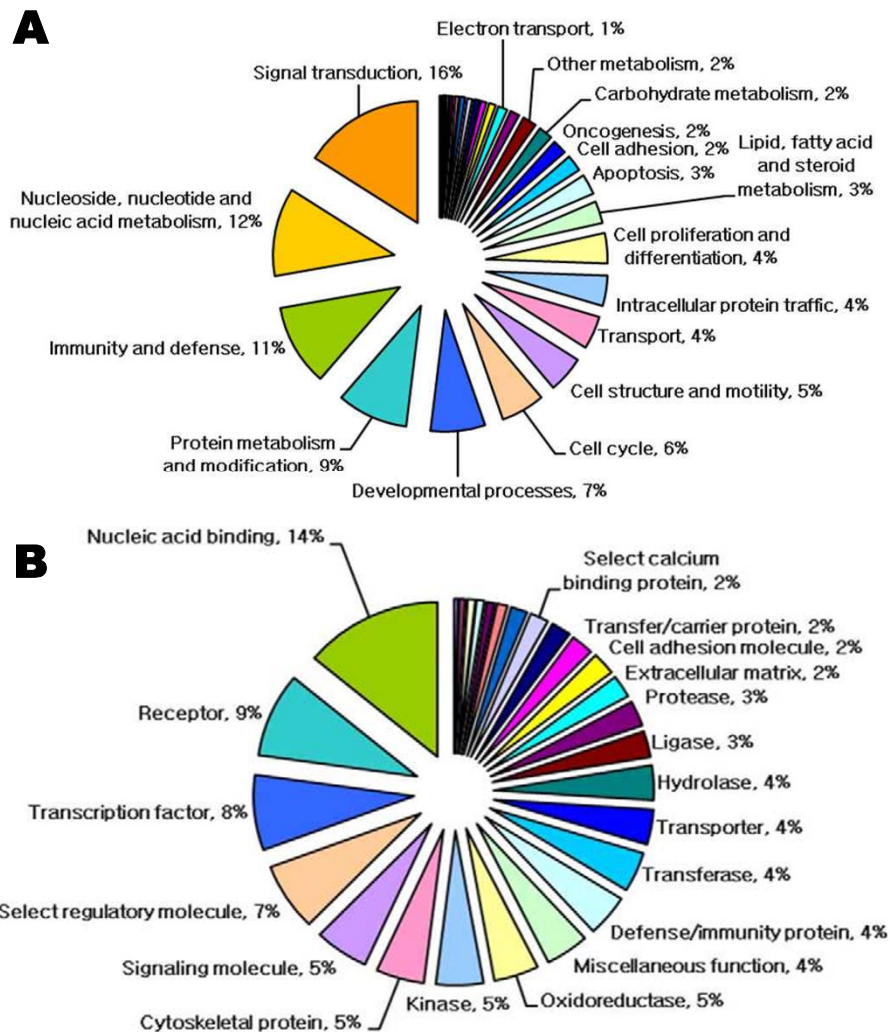 A
Electron transport, 1%
Signal transduction, 16%
Other metabolism, 2%
Carbohydrate metabolism, 2%
Oncogenesis, 2%
Cell adhesion, 2%
Apoptosis, 3%
Lipid, fatty acid
and steroid
metabolism, 3%
Nucleoside, nucleotide and
nucleic acid metabolism, 12%
Cell proliferation and
differentiation, 4%
Intracellular protein traffic, 4%
Transport, 4%
Immunity and defense, 11%
Cell structure and motility, 5%
Protein metabolism
and modification, 9%
Cell cycle, 6%
Developmental processes, 7%
B
Nucleic acid binding, 14%
Select calcium
binding protein, 2%
Transfer/carrier protein, 2%
Cell adhesion molecule, 2%
Extracellular matrix, 2%
Protease, 3%
Receptor, 9%
Ligase, 3%
Hydrolase, 4%
Transcription factor, 8%
Transporter, 4%
Transferase, 4%
Select regulatory molecule, 7%
Defense/immunity protein, 4%
Signaling molecule, 5%
Miscellaneous function, 4%
Kinase, 5%
Oxidoreductase, 5%
Cytoskeletal protein, 5%